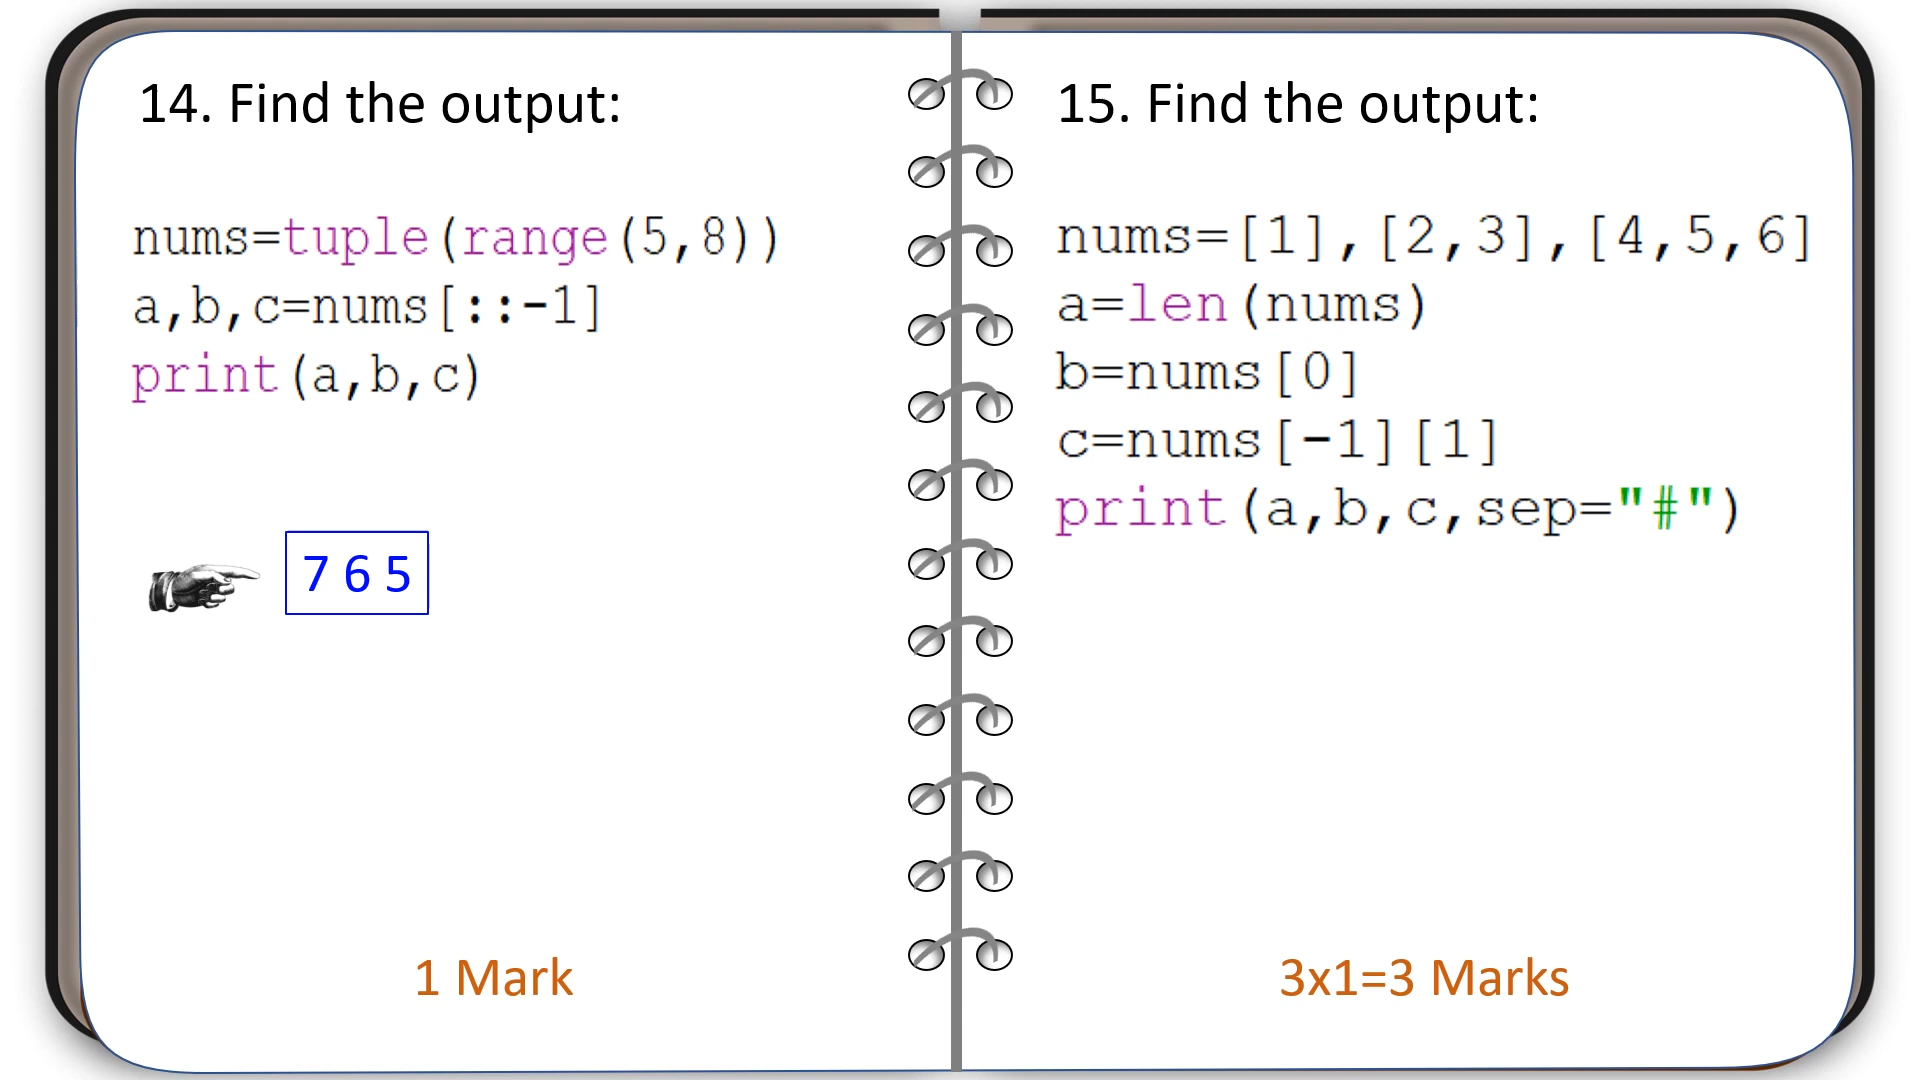 14. Find the output:
nums=tuple(range(5,8))
a,b,c=nums[::-1]
print(a,b,c)
7 6 5
1 Mark
15. Find the output:
nums=[1],[2,3],[4,5,6]
a=len(nums)
b=nums[0]
c=nums[-1][1]
print(a,b,c,sep="#")
3x1=3 Marks